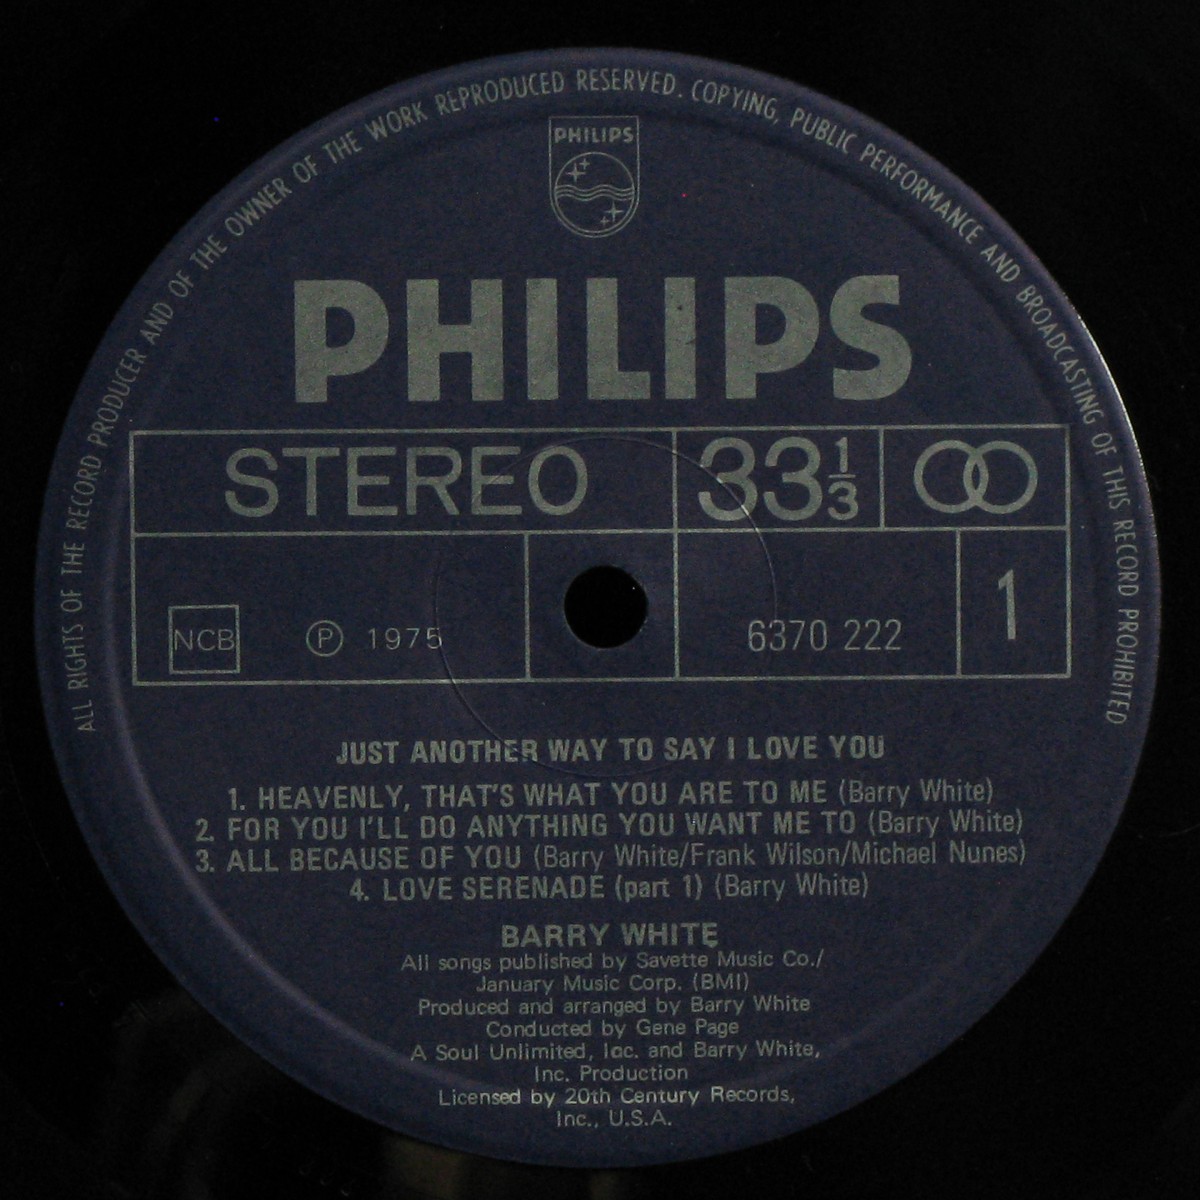 ALL RIGHTS OF THE RECORD PRODUCER AND OF THE OWNER OF THE WORK REPRODUCED RESERVED. COPYING, PUBLIC PERFORMANCE AND BROADCASTING OF THIS RECORD PROHIBITED
PHILIPS
PHILIPS
STEREO 33 1/3
NCB Ⓟ 1975 6370 222 1
JUST ANOTHER WAY TO SAY I LOVE YOU
1. HEAVENLY, THAT'S WHAT YOU ARE TO ME (Barry White)
2. FOR YOU I'LL DO ANYTHING YOU WANT ME TO (Barry White)
3. ALL BECAUSE OF YOU (Barry White/Frank Wilson/Michael Nunes)
4. LOVE SERENADE (part 1) (Barry White)
BARRY WHITE
All songs published by Savette Music Co./
January Music Corp. (BMI)
Produced and arranged by Barry White
Conducted by Gene Page
A Soul Unlimited, Inc. and Barry White,
Inc. Production
Licensed by 20th Century Records,
Inc., U.S.A.